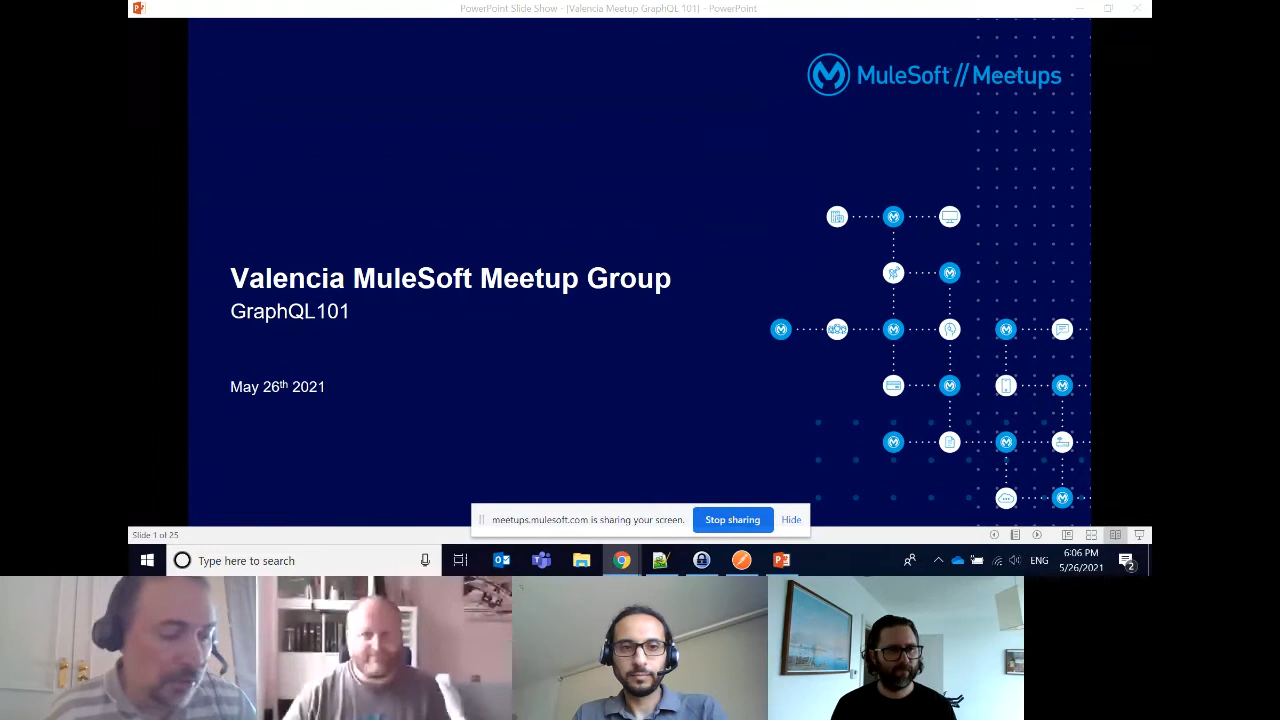 PowerPoint Slide Show - [Valencia Meetup GraphQL 101] - PowerPoint
MuleSoft // Meetups
Valencia MuleSoft Meetup Group
GraphQL101
May 26th 2021
meetups.mulesoft.com is sharing your screen.
Stop sharing
Hide
Slide 1 of 25
Type here to search
ENG
6:06 PM
5/26/2021
2